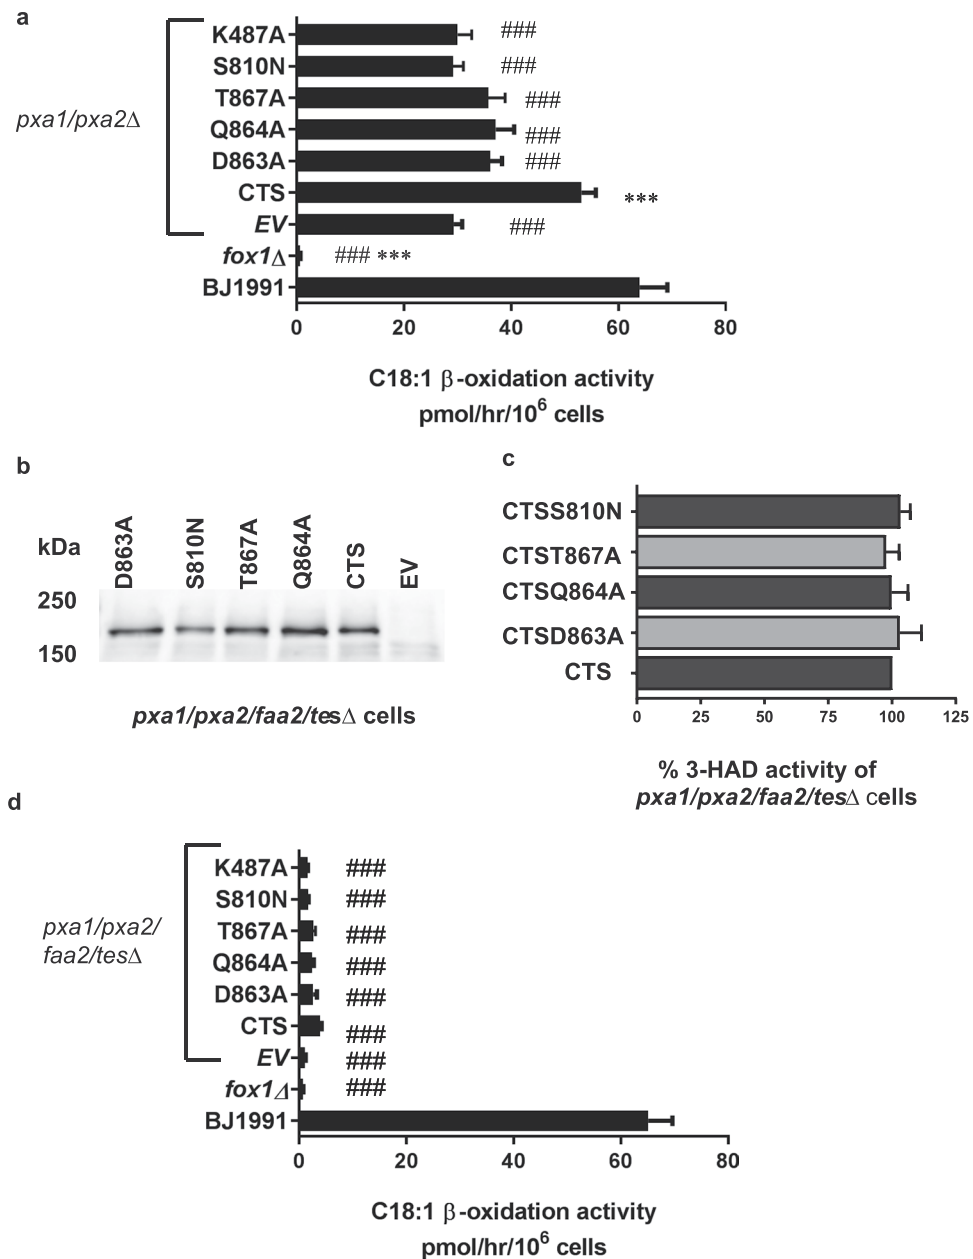 a
K487A ###
S810N ###
T867A ###
pxa1/pxa2Δ
Q864A ###
D863A ###
CTS ***
EV ###
fox1Δ ### ***
BJ1991
0 20 40 60 80
C18:1 β-oxidation activity
pmol/hr/10⁶ cells
b
kDa
D863A S810N T867A Q864A CTS EV
250
150
pxa1/pxa2/faa2/tesΔ cells
c
CTSS810N
CTST867A
CTSQ864A
CTSD863A
CTS
0 25 50 75 100 125
% 3-HAD activity of
pxa1/pxa2/faa2/tesΔ cells
d
K487A ###
S810N ###
pxa1/pxa2/
faa2/tesΔ
T867A ###
Q864A ###
D863A ###
CTS ###
EV ###
fox1Δ ###
BJ1991
0 20 40 60 80
C18:1 β-oxidation activity
pmol/hr/10⁶ cells